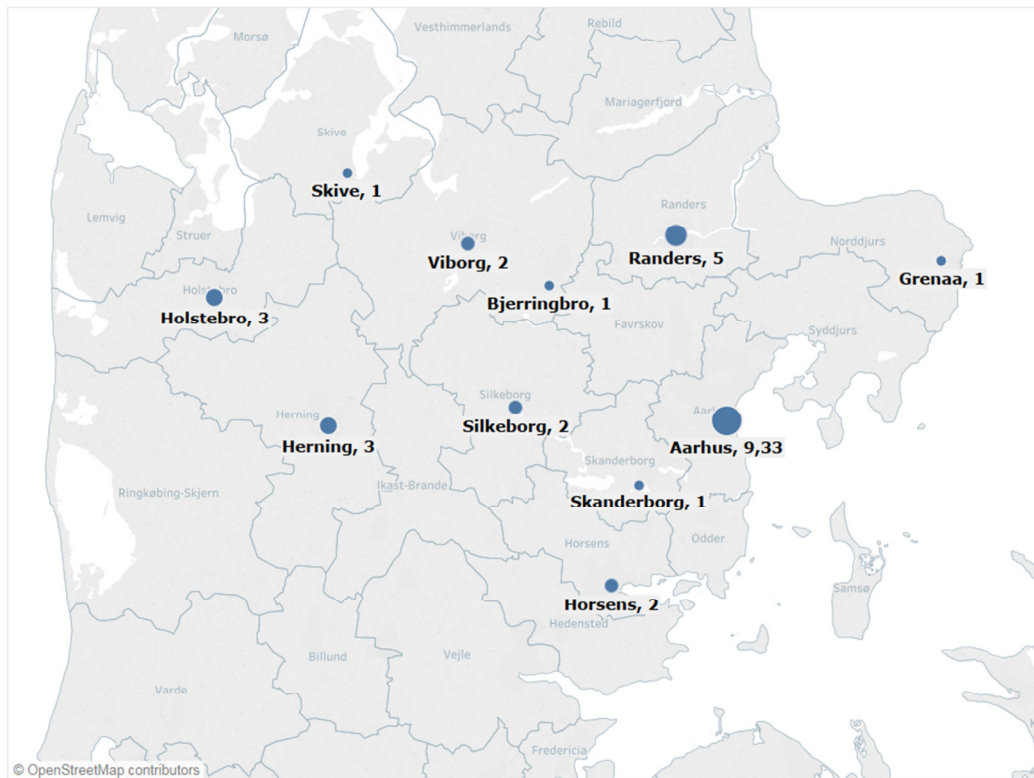 Vesthimmerlands
Rebild
Morsø
Mariagerfjord
Skive
Skive, 1
Lemvig
Randers
Struer
Viborg
Viborg, 2
Randers, 5
Norddjurs
Grenaa, 1
Holstebro
Holstebro, 3
Bjerringbro, 1
Favrskov
Syddjurs
Silkeborg
Silkeborg, 2
Herning
Herning, 3
Aarhus, 9,33
Skanderborg
Skanderborg, 1
Ringkøbing-Skjern
Ikast-Brande
Horsens
Odder
Samsø
Horsens, 2
Hedensted
Billund
Vejle
Varde
Fredericia
© OpenStreetMap contributors